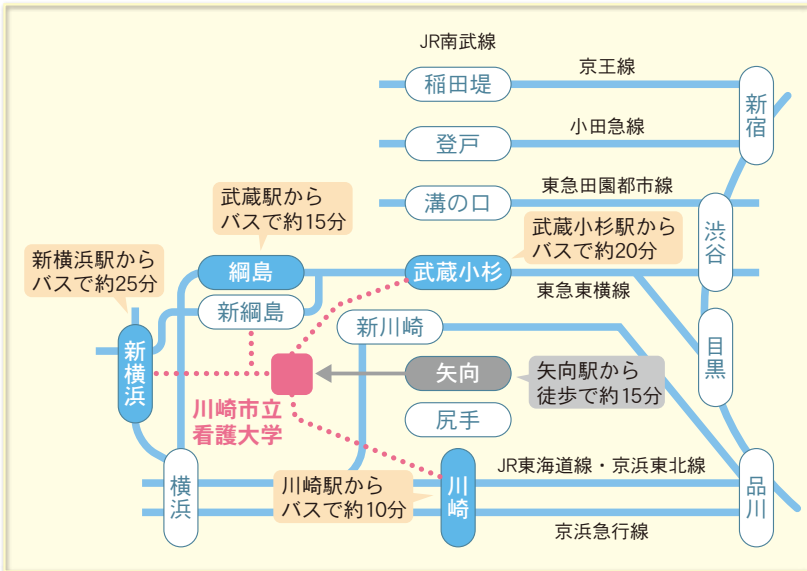 JR南武線
京王線
稲田堤
新宿
小田急線
登戸
東急田園都市線
溝の口
渋谷
武蔵駅から
バスで約15分
武蔵小杉駅から
バスで約20分
新横浜駅から
バスで約25分
綱島
武蔵小杉
東急東横線
新綱島
新川崎
目黒
新横浜
矢向
矢向駅から
徒歩で約15分
川崎市立
看護大学
尻手
JR東海道線・京浜東北線
横浜
川崎駅から
バスで約10分
川崎
品川
京浜急行線